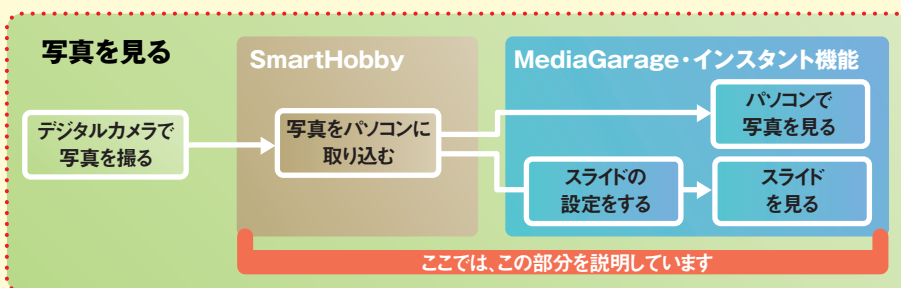 写真を見る
SmartHobby
MediaGarage・インスタント機能
デジタルカメラで
写真を撮る
写真をパソコンに
取り込む
パソコンで
写真を見る
スライドの
設定をする
スライド
を見る
ここでは、この部分を説明しています